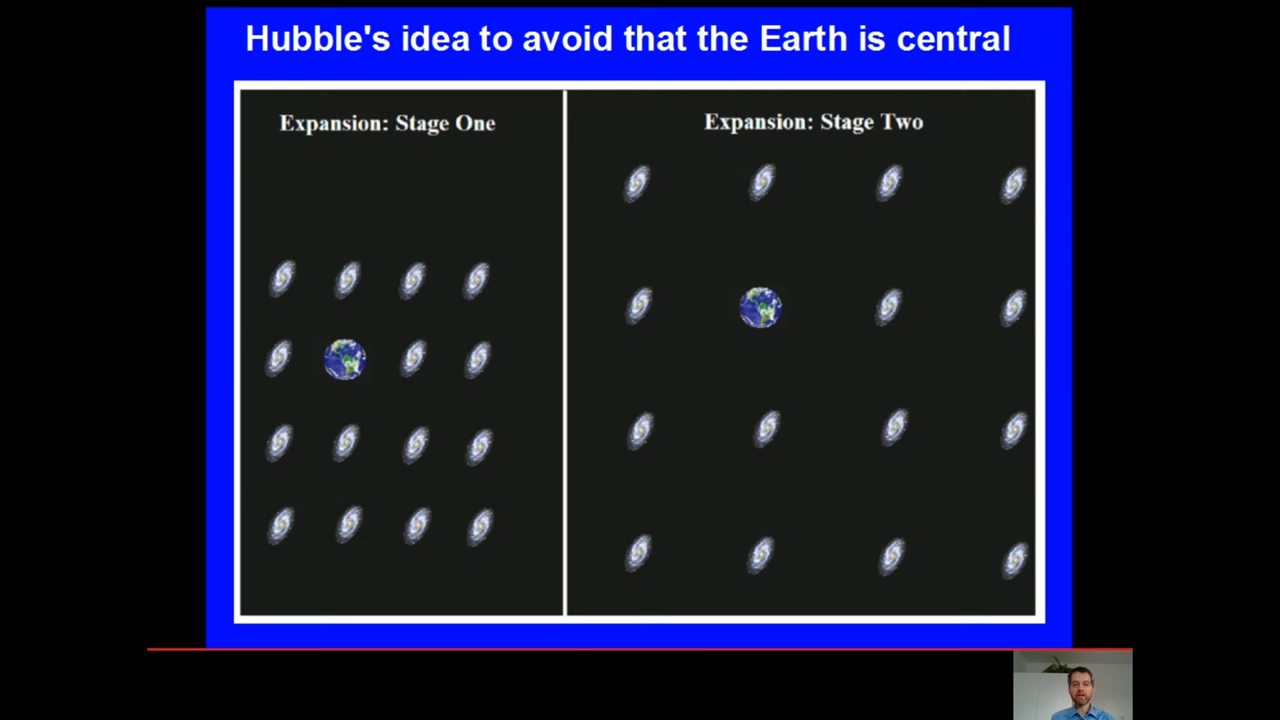 Hubble's idea to avoid that the Earth is central
Expansion: Stage One
Expansion: Stage Two